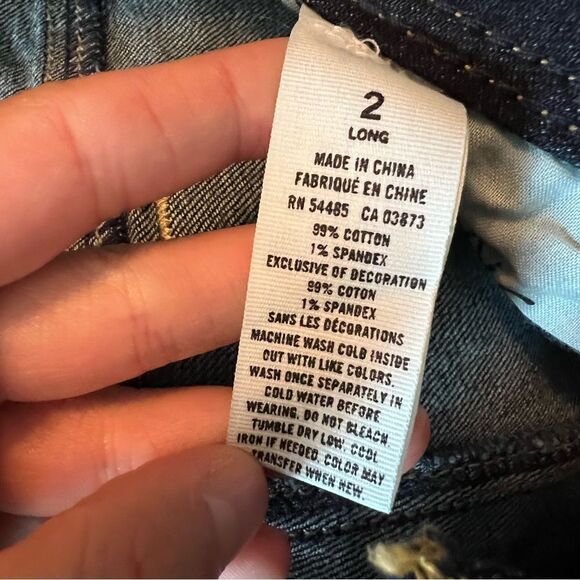 2
LONG
MADE IN CHINA
FABRIQUÉ EN CHINE
RN 54485 CA 03873
99% COTTON
1% SPANDEX
EXCLUSIVE OF DECORATION
99% COTON
1% SPANDEX
SANS LES DÉCORATIONS
MACHINE WASH COLD INSIDE
OUT WITH LIKE COLORS.
WASH ONCE SEPARATELY IN
COLD WATER BEFORE
WEARING. DO NOT BLEACH
TUMBLE DRY LOW. COOL
IRON IF NEEDED. COLOR MAY
TRANSFER WHEN NEW.